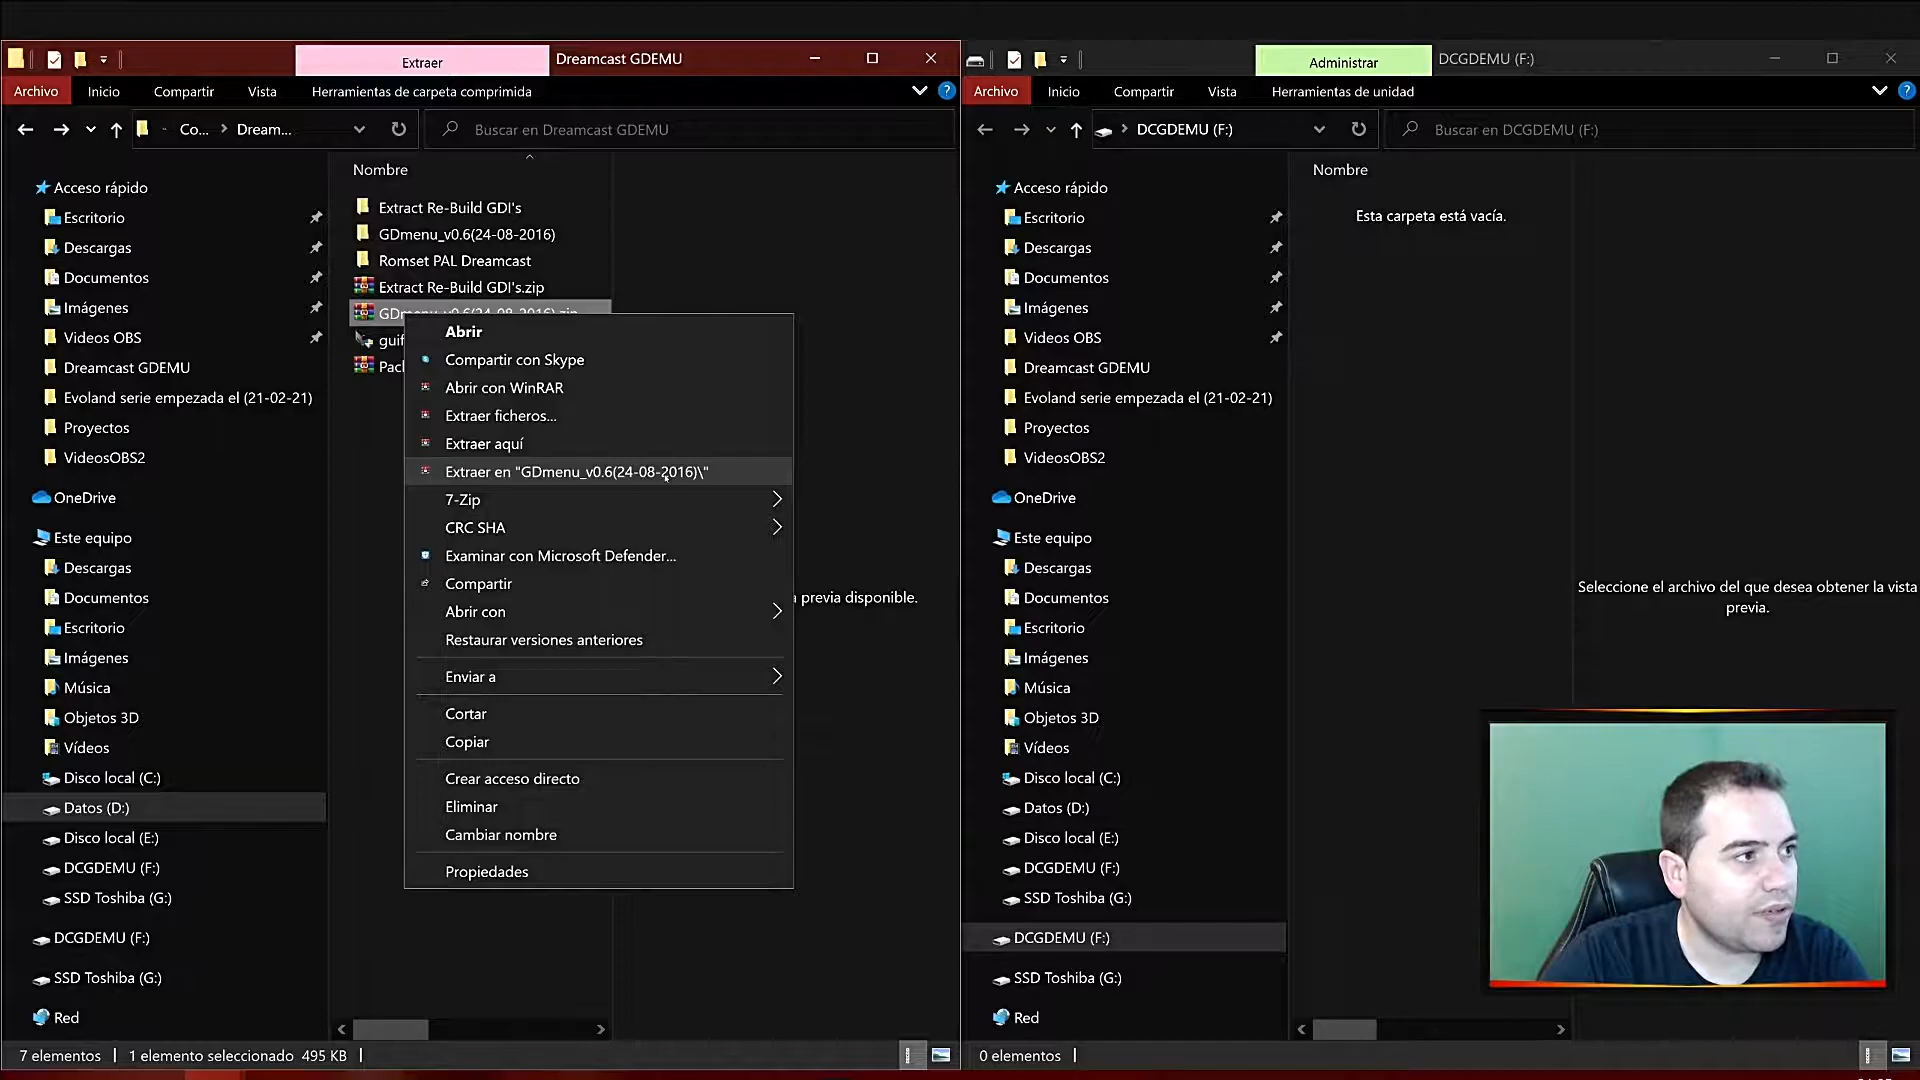 Extraer
Dreamcast GDEMU
Archivo
Inicio
Compartir
Vista
Herramientas de carpeta comprimida
Co...
Dream...
Buscar en Dreamcast GDEMU
Acceso rápido
Escritorio
Descargas
Documentos
Imágenes
Videos OBS
Dreamcast GDEMU
Evoland serie empezada el (21-02-21)
Proyectos
VideosOBS2
OneDrive
Este equipo
Descargas
Documentos
Escritorio
Imágenes
Música
Objetos 3D
Vídeos
Disco local (C:)
Datos (D:)
Disco local (E:)
DCGDEMU (F:)
SSD Toshiba (G:)
DCGDEMU (F:)
SSD Toshiba (G:)
Red
Nombre
Extract Re-Build GDI's
GDmenu_v0.6(24-08-2016)
Romset PAL Dreamcast
Extract Re-Build GDI's.zip
GDmenu_v0.6(24-08-2016).zip
Abrir
Compartir con Skype
Abrir con WinRAR
Extraer ficheros...
Extraer aquí
Extraer en "GDmenu_v0.6(24-08-2016)\"
7-Zip
CRC SHA
Examinar con Microsoft Defender...
Compartir
Abrir con
Restaurar versiones anteriores
Enviar a
Cortar
Copiar
Crear acceso directo
Eliminar
Cambiar nombre
Propiedades
previa disponible.
7 elementos
1 elemento seleccionado 495 KB
Administrar
DCGDEMU (F:)
Archivo
Inicio
Compartir
Vista
Herramientas de unidad
DCGDEMU (F:)
Buscar en DCGDEMU (F:)
Acceso rápido
Escritorio
Descargas
Documentos
Imágenes
Videos OBS
Dreamcast GDEMU
Evoland serie empezada el (21-02-21)
Proyectos
VideosOBS2
OneDrive
Este equipo
Descargas
Documentos
Escritorio
Imágenes
Música
Objetos 3D
Vídeos
Disco local (C:)
Datos (D:)
Disco local (E:)
DCGDEMU (F:)
SSD Toshiba (G:)
DCGDEMU (F:)
SSD Toshiba (G:)
Red
Nombre
Esta carpeta está vacía.
Seleccione el archivo del que desea obtener la vista
previa.
0 elementos